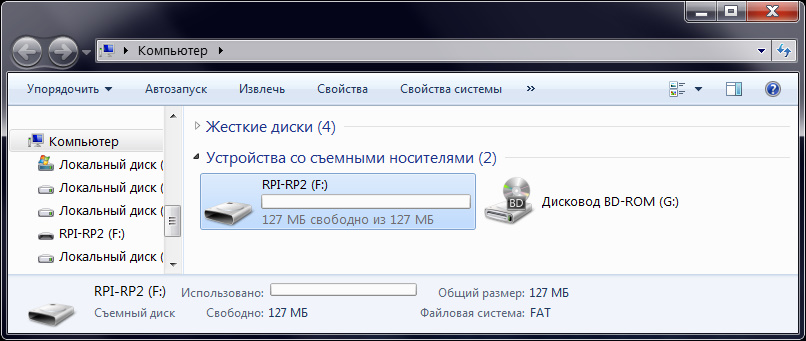 Компьютер
Упорядочить Автозапуск Извлечь Свойства Свойства системы »
Компьютер
Локальный диск (
Локальный диск (
Локальный диск (
RPI-RP2 (F:)
Локальный диск (
Жесткие диски (4)
Устройства со съемными носителями (2)
RPI-RP2 (F:)
127 МБ свободно из 127 МБ
BD
Дисковод BD-ROM (G:)
RPI-RP2 (F:) Использовано: Общий размер: 127 МБ
Съемный диск Свободно: 127 МБ Файловая система: FAT